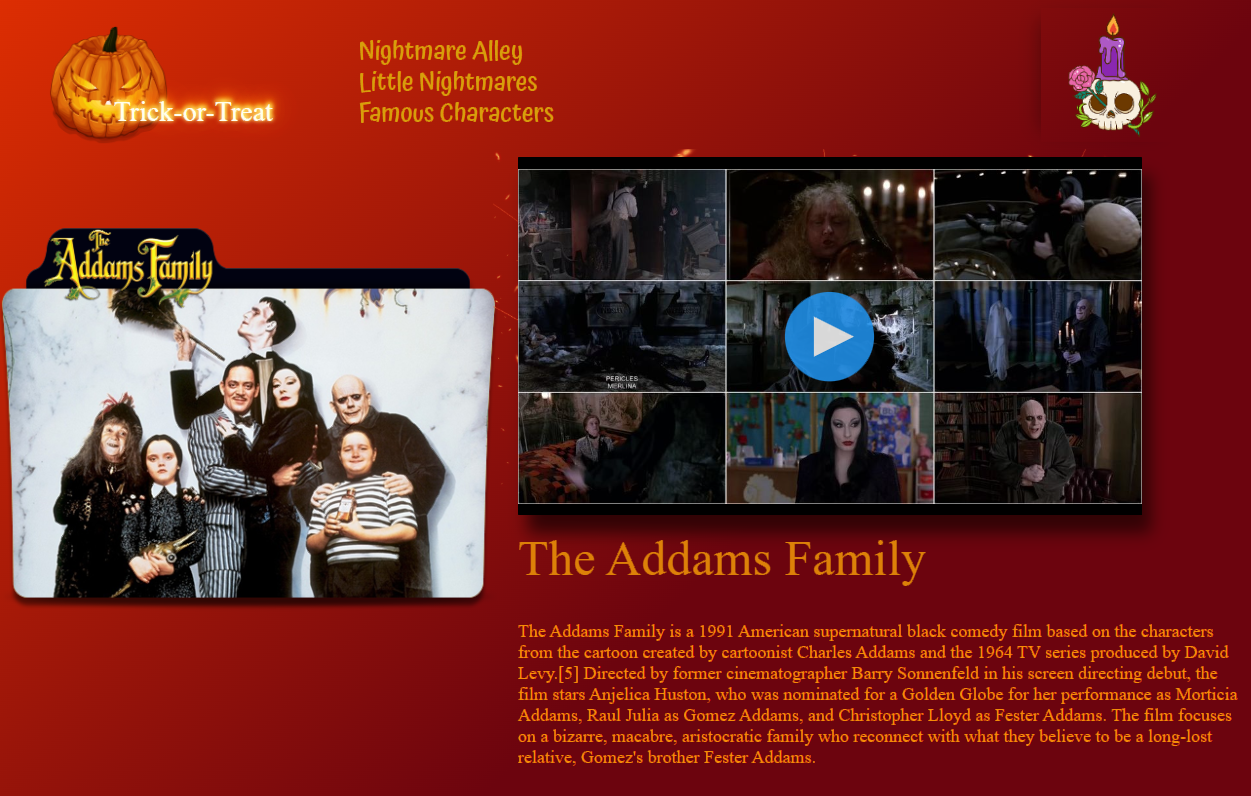 Trick-or-Treat
Nightmare Alley
Little Nightmares
Famous Characters
The
Addams Family
PERICLES
MERLINA
The Addams Family
The Addams Family is a 1991 American supernatural black comedy film based on the characters
from the cartoon created by cartoonist Charles Addams and the 1964 TV series produced by David
Levy.[5] Directed by former cinematographer Barry Sonnenfeld in his screen directing debut, the
film stars Anjelica Huston, who was nominated for a Golden Globe for her performance as Morticia
Addams, Raul Julia as Gomez Addams, and Christopher Lloyd as Fester Addams. The film focuses
on a bizarre, macabre, aristocratic family who reconnect with what they believe to be a long-lost
relative, Gomez's brother Fester Addams.